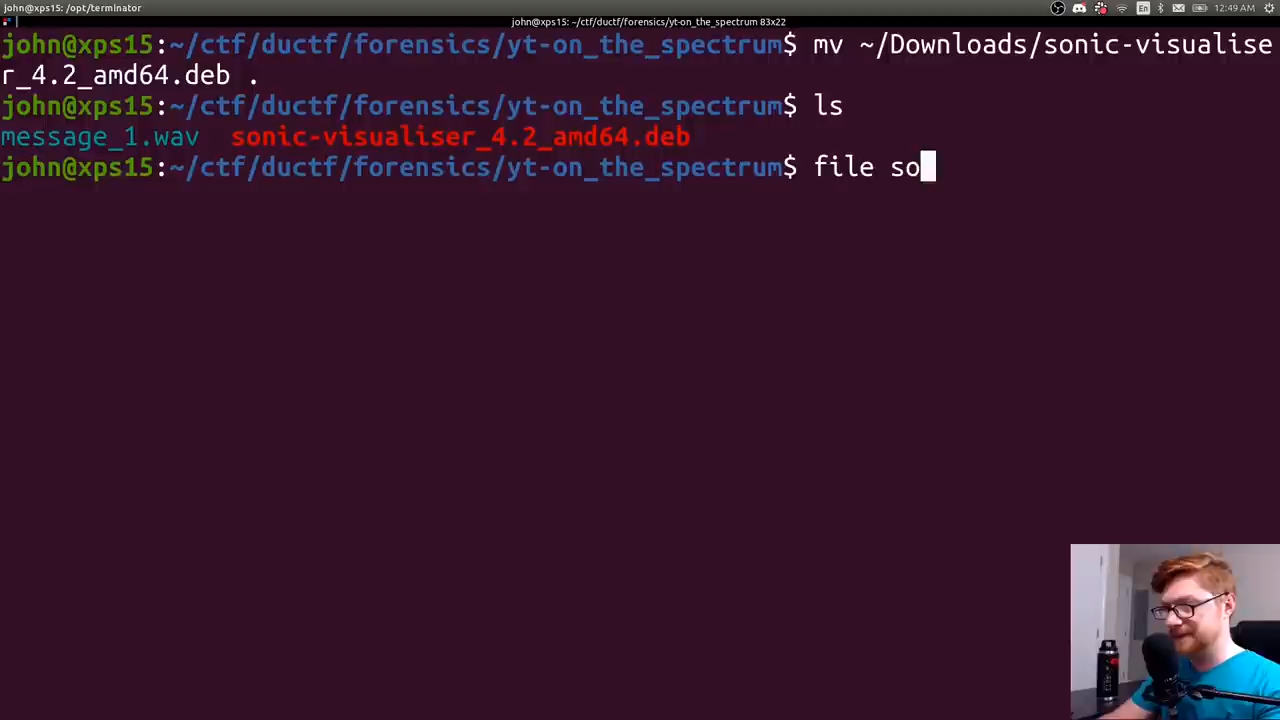 john@xps15: /opt/terminator
En
12:49 AM
john@xps15: ~/ctf/ductf/forensics/yt-on_the_spectrum 83x22
john@xps15:~/ctf/ductf/forensics/yt-on_the_spectrum$ mv ~/Downloads/sonic-visualise
r_4.2_amd64.deb .
john@xps15:~/ctf/ductf/forensics/yt-on_the_spectrum$ ls
message_1.wav sonic-visualiser_4.2_amd64.deb
john@xps15:~/ctf/ductf/forensics/yt-on_the_spectrum$ file so